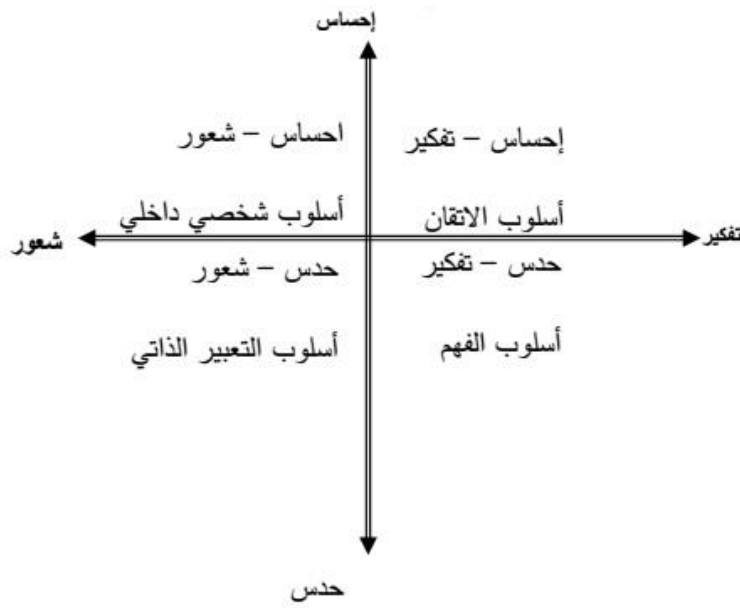 إحساس
إحساس – تفكير
احساس – شعور
أسلوب الاتقان
أسلوب شخصي داخلي
تفكير
شعور
حدس – تفكير
حدس – شعور
أسلوب الفهم
أسلوب التعبير الذاتي
حدس